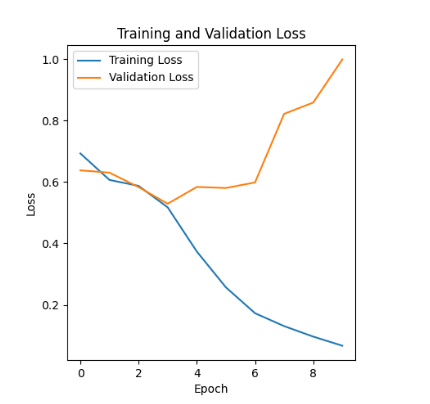 Training and Validation Loss
Training Loss
Validation Loss
1.0
0.8
0.6
0.4
0.2
Loss
0 2 4 6 8
Epoch